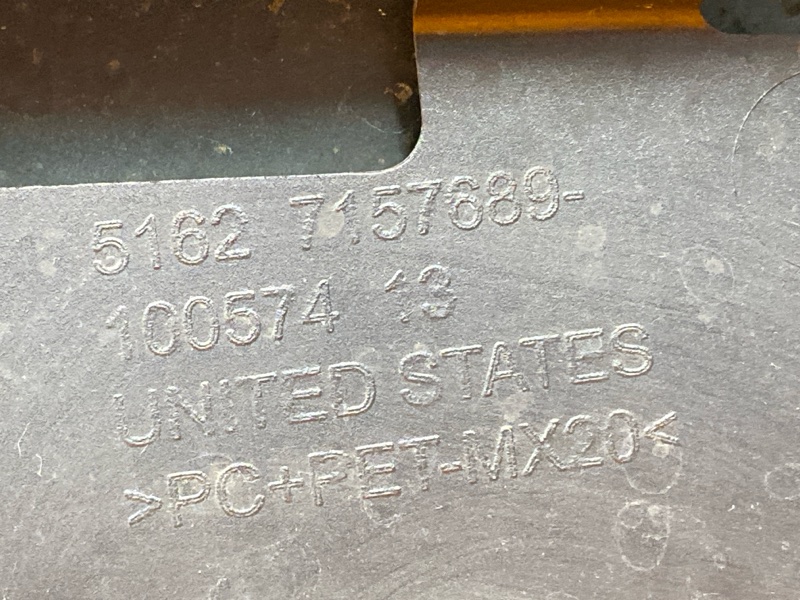 5162 7157689-
100574 13
UNITED STATES
>PC+PET-MX20<